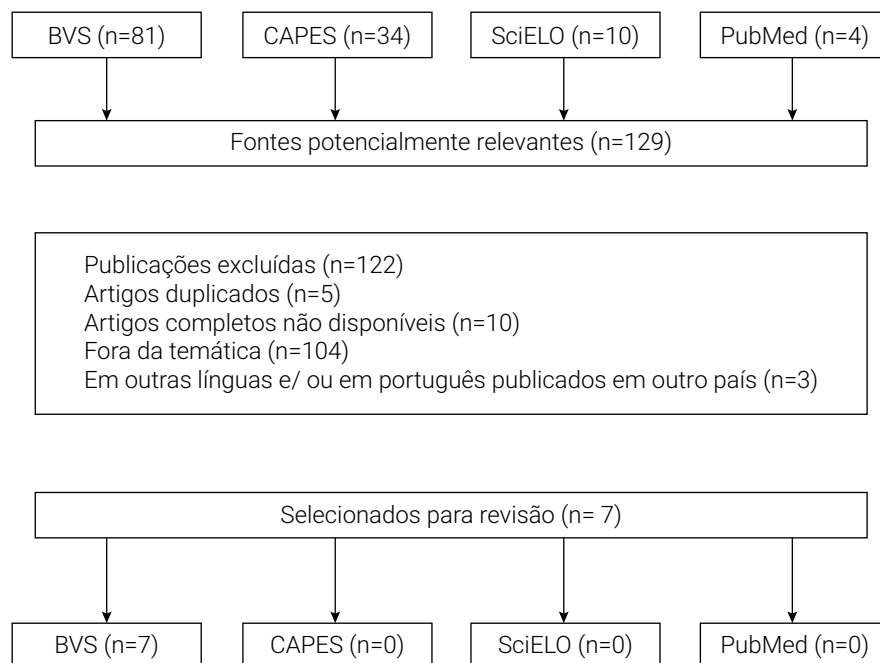 BVS (n=81)
CAPES (n=34)
SciELO (n=10)
PubMed (n=4)
Fontes potencialmente relevantes (n=129)
Publicações excluídas (n=122)
Artigos duplicados (n=5)
Artigos completos não disponíveis (n=10)
Fora da temática (n=104)
Em outras línguas e/ ou em português publicados em outro país (n=3)
Selecionados para revisão (n= 7)
BVS (n=7)
CAPES (n=0)
SciELO (n=0)
PubMed (n=0)